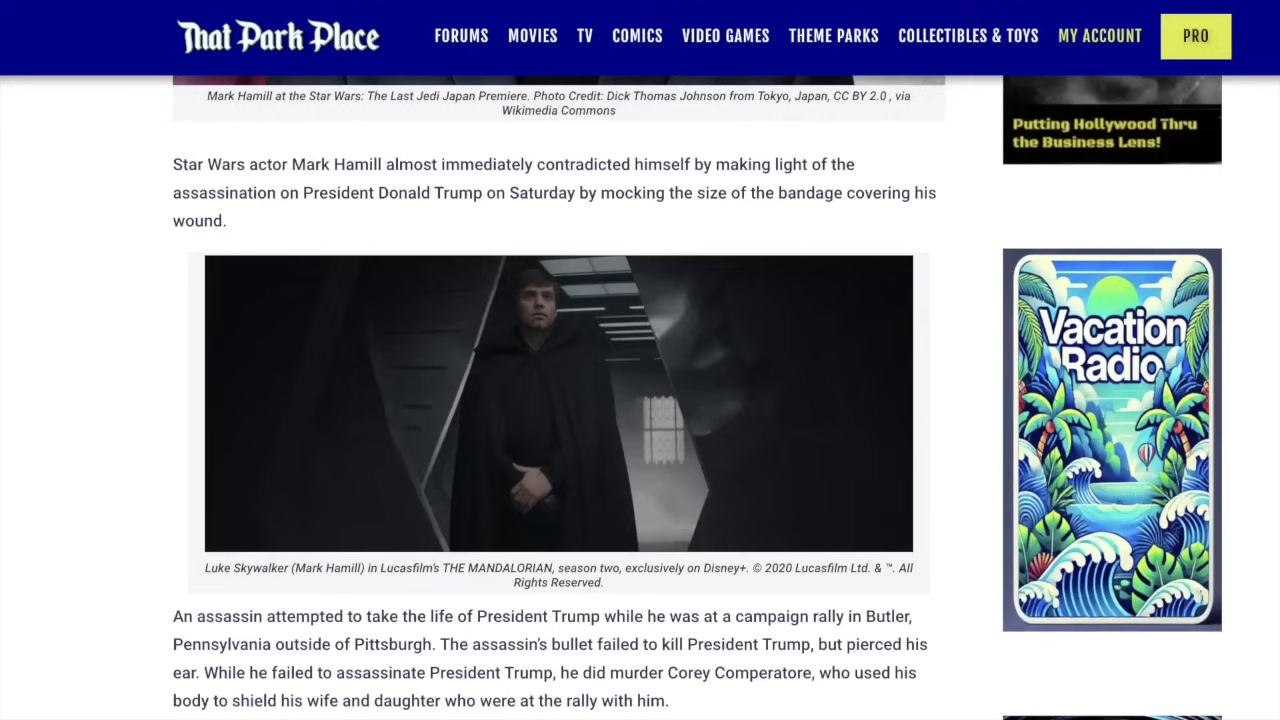 That Park Place
FORUMS MOVIES TV COMICS VIDEO GAMES THEME PARKS COLLECTIBLES & TOYS MY ACCOUNT PRO
Mark Hamill at the Star Wars: The Last Jedi Japan Premiere. Photo Credit: Dick Thomas Johnson from Tokyo, Japan, CC BY 2.0 , via
Wikimedia Commons
Putting Hollywood Thru
the Business Lens!
Star Wars actor Mark Hamill almost immediately contradicted himself by making light of the
assassination on President Donald Trump on Saturday by mocking the size of the bandage covering his
wound.
Vacation
Radio
Luke Skywalker (Mark Hamill) in Lucasfilm's THE MANDALORIAN, season two, exclusively on Disney+. © 2020 Lucasfilm Ltd. & ™. All
Rights Reserved.
An assassin attempted to take the life of President Trump while he was at a campaign rally in Butler,
Pennsylvania outside of Pittsburgh. The assassin's bullet failed to kill President Trump, but pierced his
ear. While he failed to assassinate President Trump, he did murder Corey Comperatore, who used his
body to shield his wife and daughter who were at the rally with him.